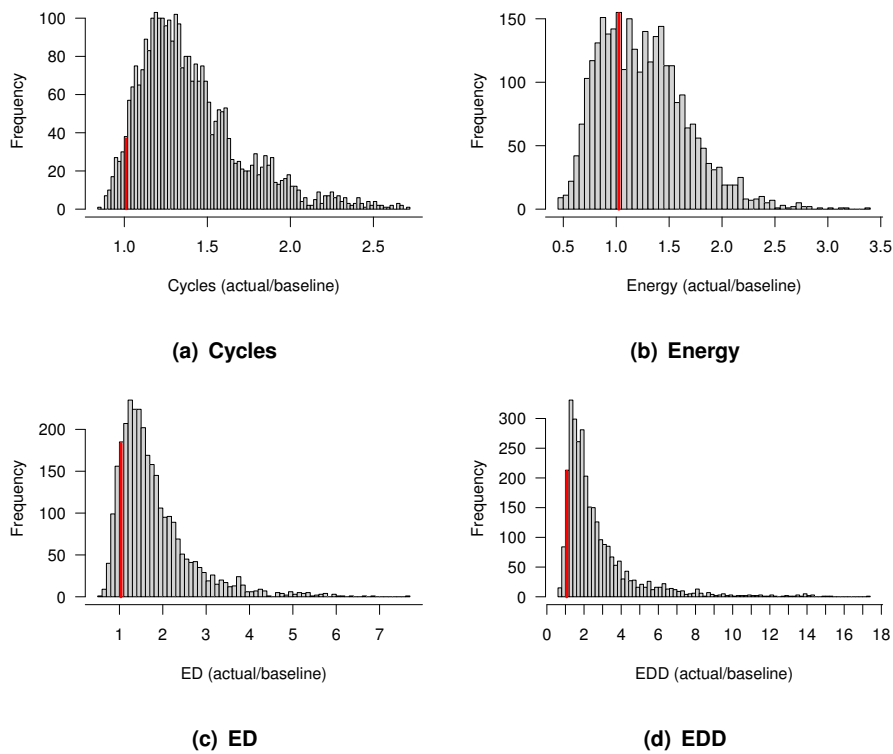 100
80
60
40
20
0
Frequency
1.0 1.5 2.0 2.5
Cycles (actual/baseline)
(a) Cycles
150
100
50
0
Frequency
0.5 1.0 1.5 2.0 2.5 3.0 3.5
Energy (actual/baseline)
(b) Energy
200
150
100
50
0
Frequency
1 2 3 4 5 6 7
ED (actual/baseline)
(c) ED
300
250
200
150
100
50
0
Frequency
0 2 4 6 8 10 12 14 16 18
EDD (actual/baseline)
(d) EDD